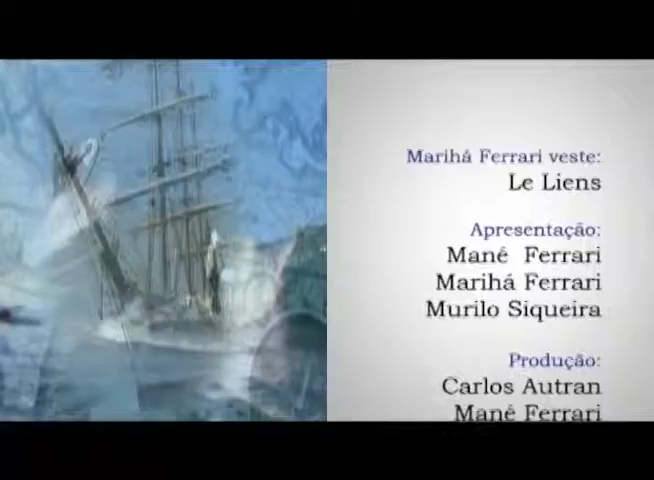 Marihá Ferrari veste:
Le Liens
Apresentação:
Mané Ferrari
Marihá Ferrari
Murilo Siqueira
Produção:
Carlos Autran
Mané Ferrari